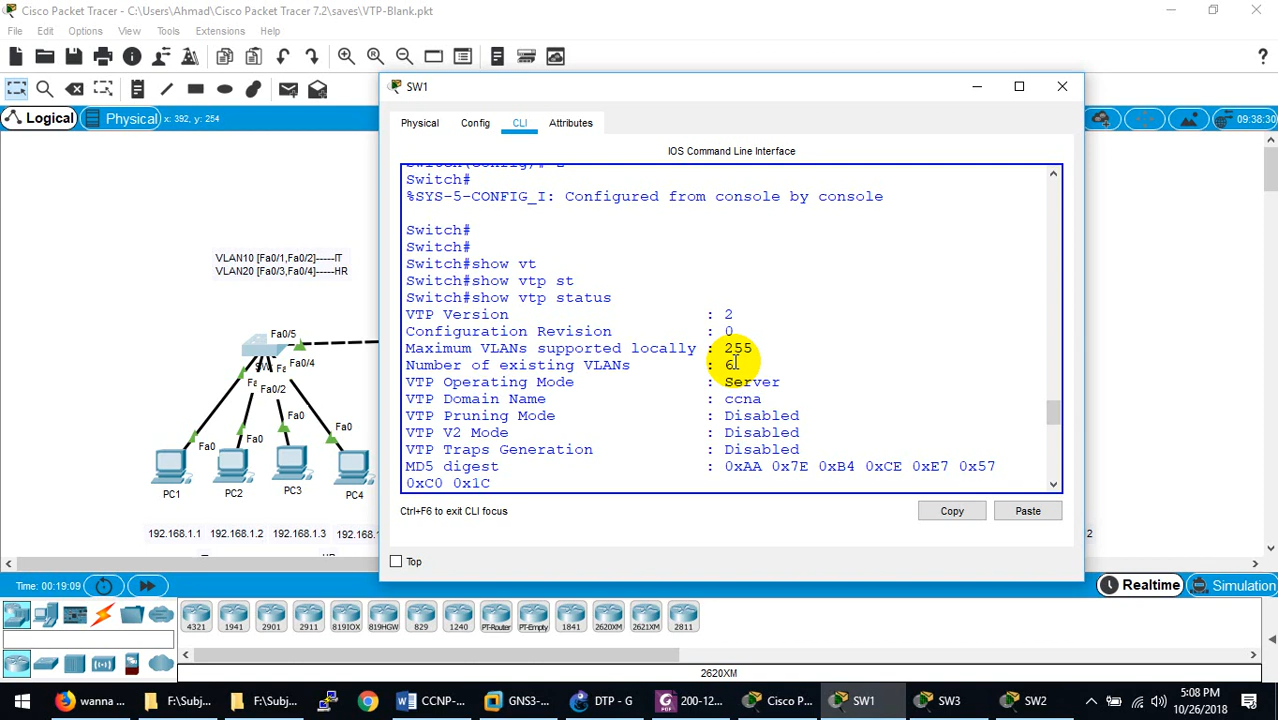 Cisco Packet Tracer - C:\Users\Ahmad\Cisco Packet Tracer 7.2\saves\VTP-Blank.pkt
File Edit Options View Tools Extensions Help
SW1
Logical Physical x: 392, y: 254
09:38:30
Physical Config CLI Attributes
IOS Command Line Interface
Switch#
%SYS-5-CONFIG_I: Configured from console by console
Switch#
Switch#
Switch#show vt
Switch#show vtp st
Switch#show vtp status
VTP Version : 2
Configuration Revision : 0
Maximum VLANs supported locally : 255
Number of existing VLANs : 6
VTP Operating Mode : Server
VTP Domain Name : ccna
VTP Pruning Mode : Disabled
VTP V2 Mode : Disabled
VTP Traps Generation : Disabled
MD5 digest : 0xAA 0x7E 0xB4 0xCE 0xE7 0x57
0xC0 0x1C
Ctrl+F6 to exit CLI focus
Copy Paste
Top
VLAN10 [Fa0/1,Fa0/2]-----IT
VLAN20 [Fa0/3,Fa0/4]-----HR
Fa0/5
Fa0/4
Fa0/2
Fa0 Fa0 Fa0 Fa0
PC1 PC2 PC3 PC4
192.168.1.1 192.168.1.2 192.168.1.3
Time: 00:19:09
Realtime Simulation
4321 1941 2901 2911 819IOX 819HGW 829 1240 PT-Router PT-Empty 1841 2620XM 2621XM 2811
2620XM
wanna ... F:\Subj... F:\Subj... CCNP-... GNS3-... DTP - G 200-12... Cisco P... SW1 SW3 SW2
5:08 PM
10/26/2018